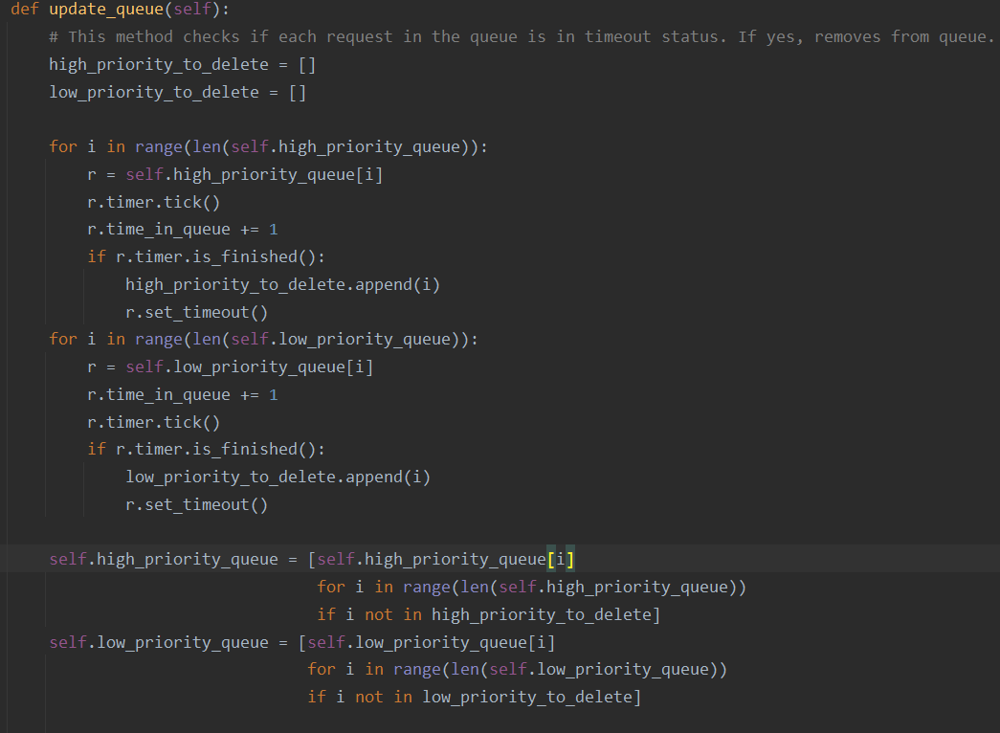 def update_queue(self):
    # This method checks if each request in the queue is in timeout status. If yes, removes from queue.
    high_priority_to_delete = []
    low_priority_to_delete = []

    for i in range(len(self.high_priority_queue)):
        r = self.high_priority_queue[i]
        r.timer.tick()
        r.time_in_queue += 1
        if r.timer.is_finished():
            high_priority_to_delete.append(i)
            r.set_timeout()
    for i in range(len(self.low_priority_queue)):
        r = self.low_priority_queue[i]
        r.time_in_queue += 1
        r.timer.tick()
        if r.timer.is_finished():
            low_priority_to_delete.append(i)
            r.set_timeout()

    self.high_priority_queue = [self.high_priority_queue[i]
                                for i in range(len(self.high_priority_queue))
                                if i not in high_priority_to_delete]
    self.low_priority_queue = [self.low_priority_queue[i]
                               for i in range(len(self.low_priority_queue))
                               if i not in low_priority_to_delete]